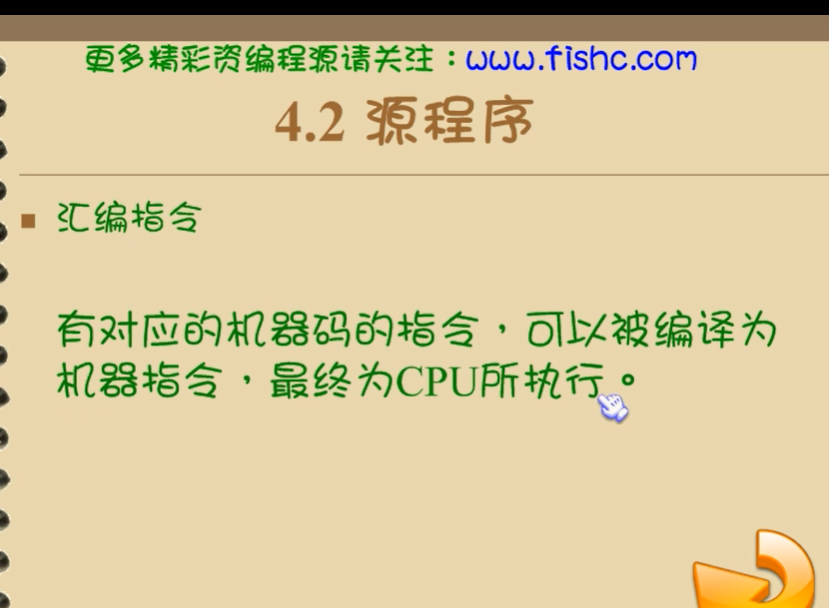 更多精彩资编程源请关注：www.fishc.com
4.2 源程序
汇编指令
有对应的机器码的指令，可以被编译为
机器指令，最终为CPU所执行。